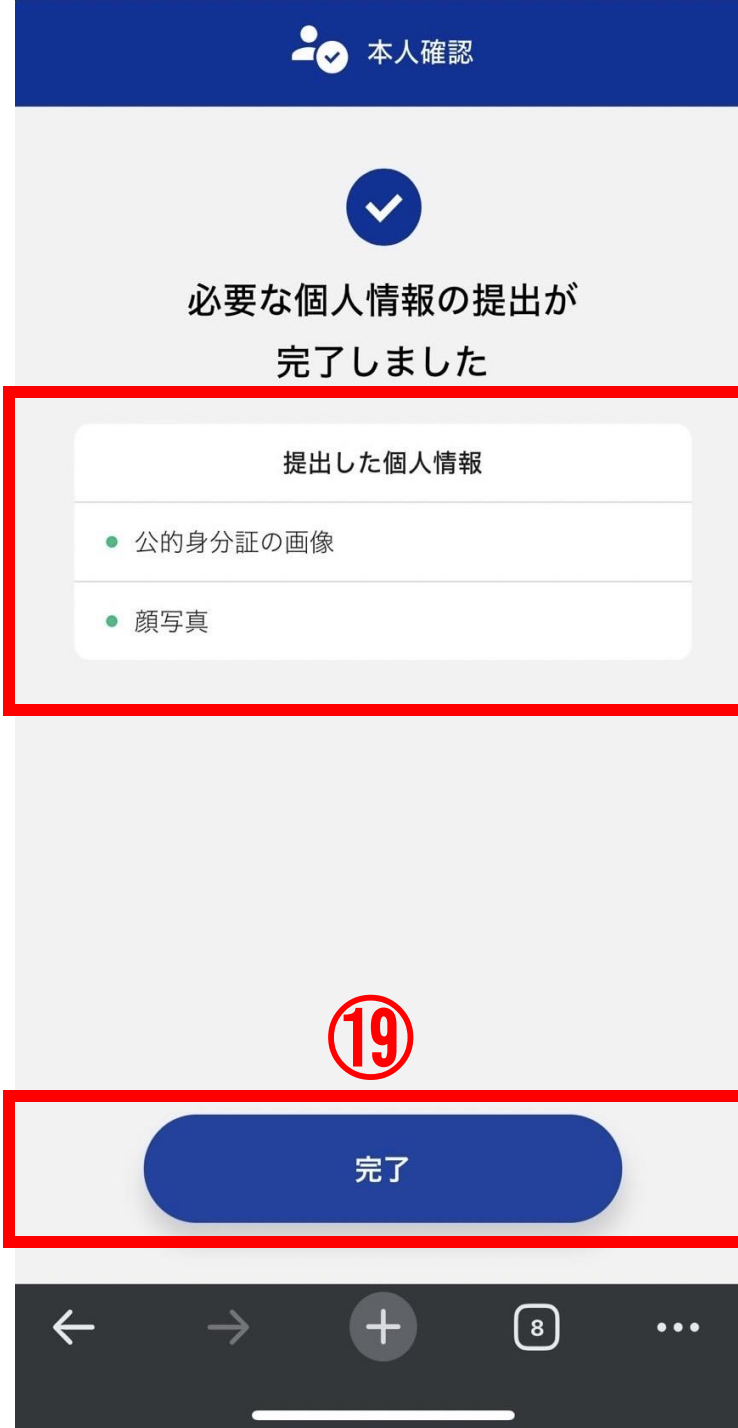 本人確認
必要な個人情報の提出が
完了しました
提出した個人情報
公的身分証の画像
顔写真
⑲
完了
8